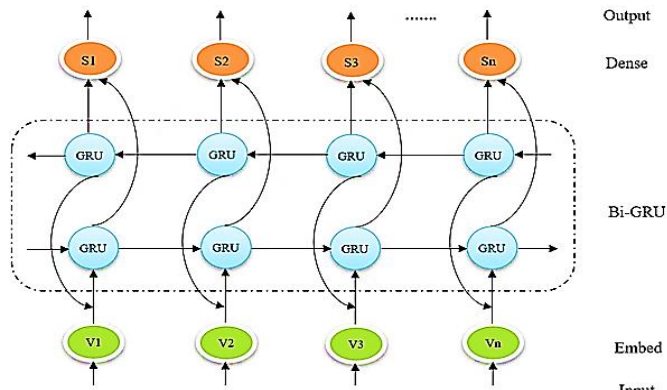 ....... Output
S1 S2 S3 Sn Dense
GRU GRU GRU GRU
Bi-GRU
GRU GRU GRU GRU
V1 V2 V3 Vn Embed
Input